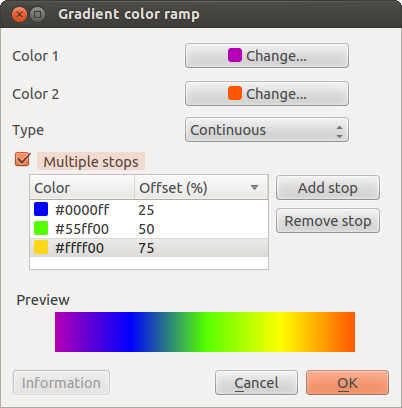 Gradient color ramp
Color 1 Change...
Color 2 Change...
Type Continuous
Multiple stops
Color Offset (%) Add stop
#0000ff 25
#55ff00 50 Remove stop
#ffff00 75
Preview
Information Cancel OK